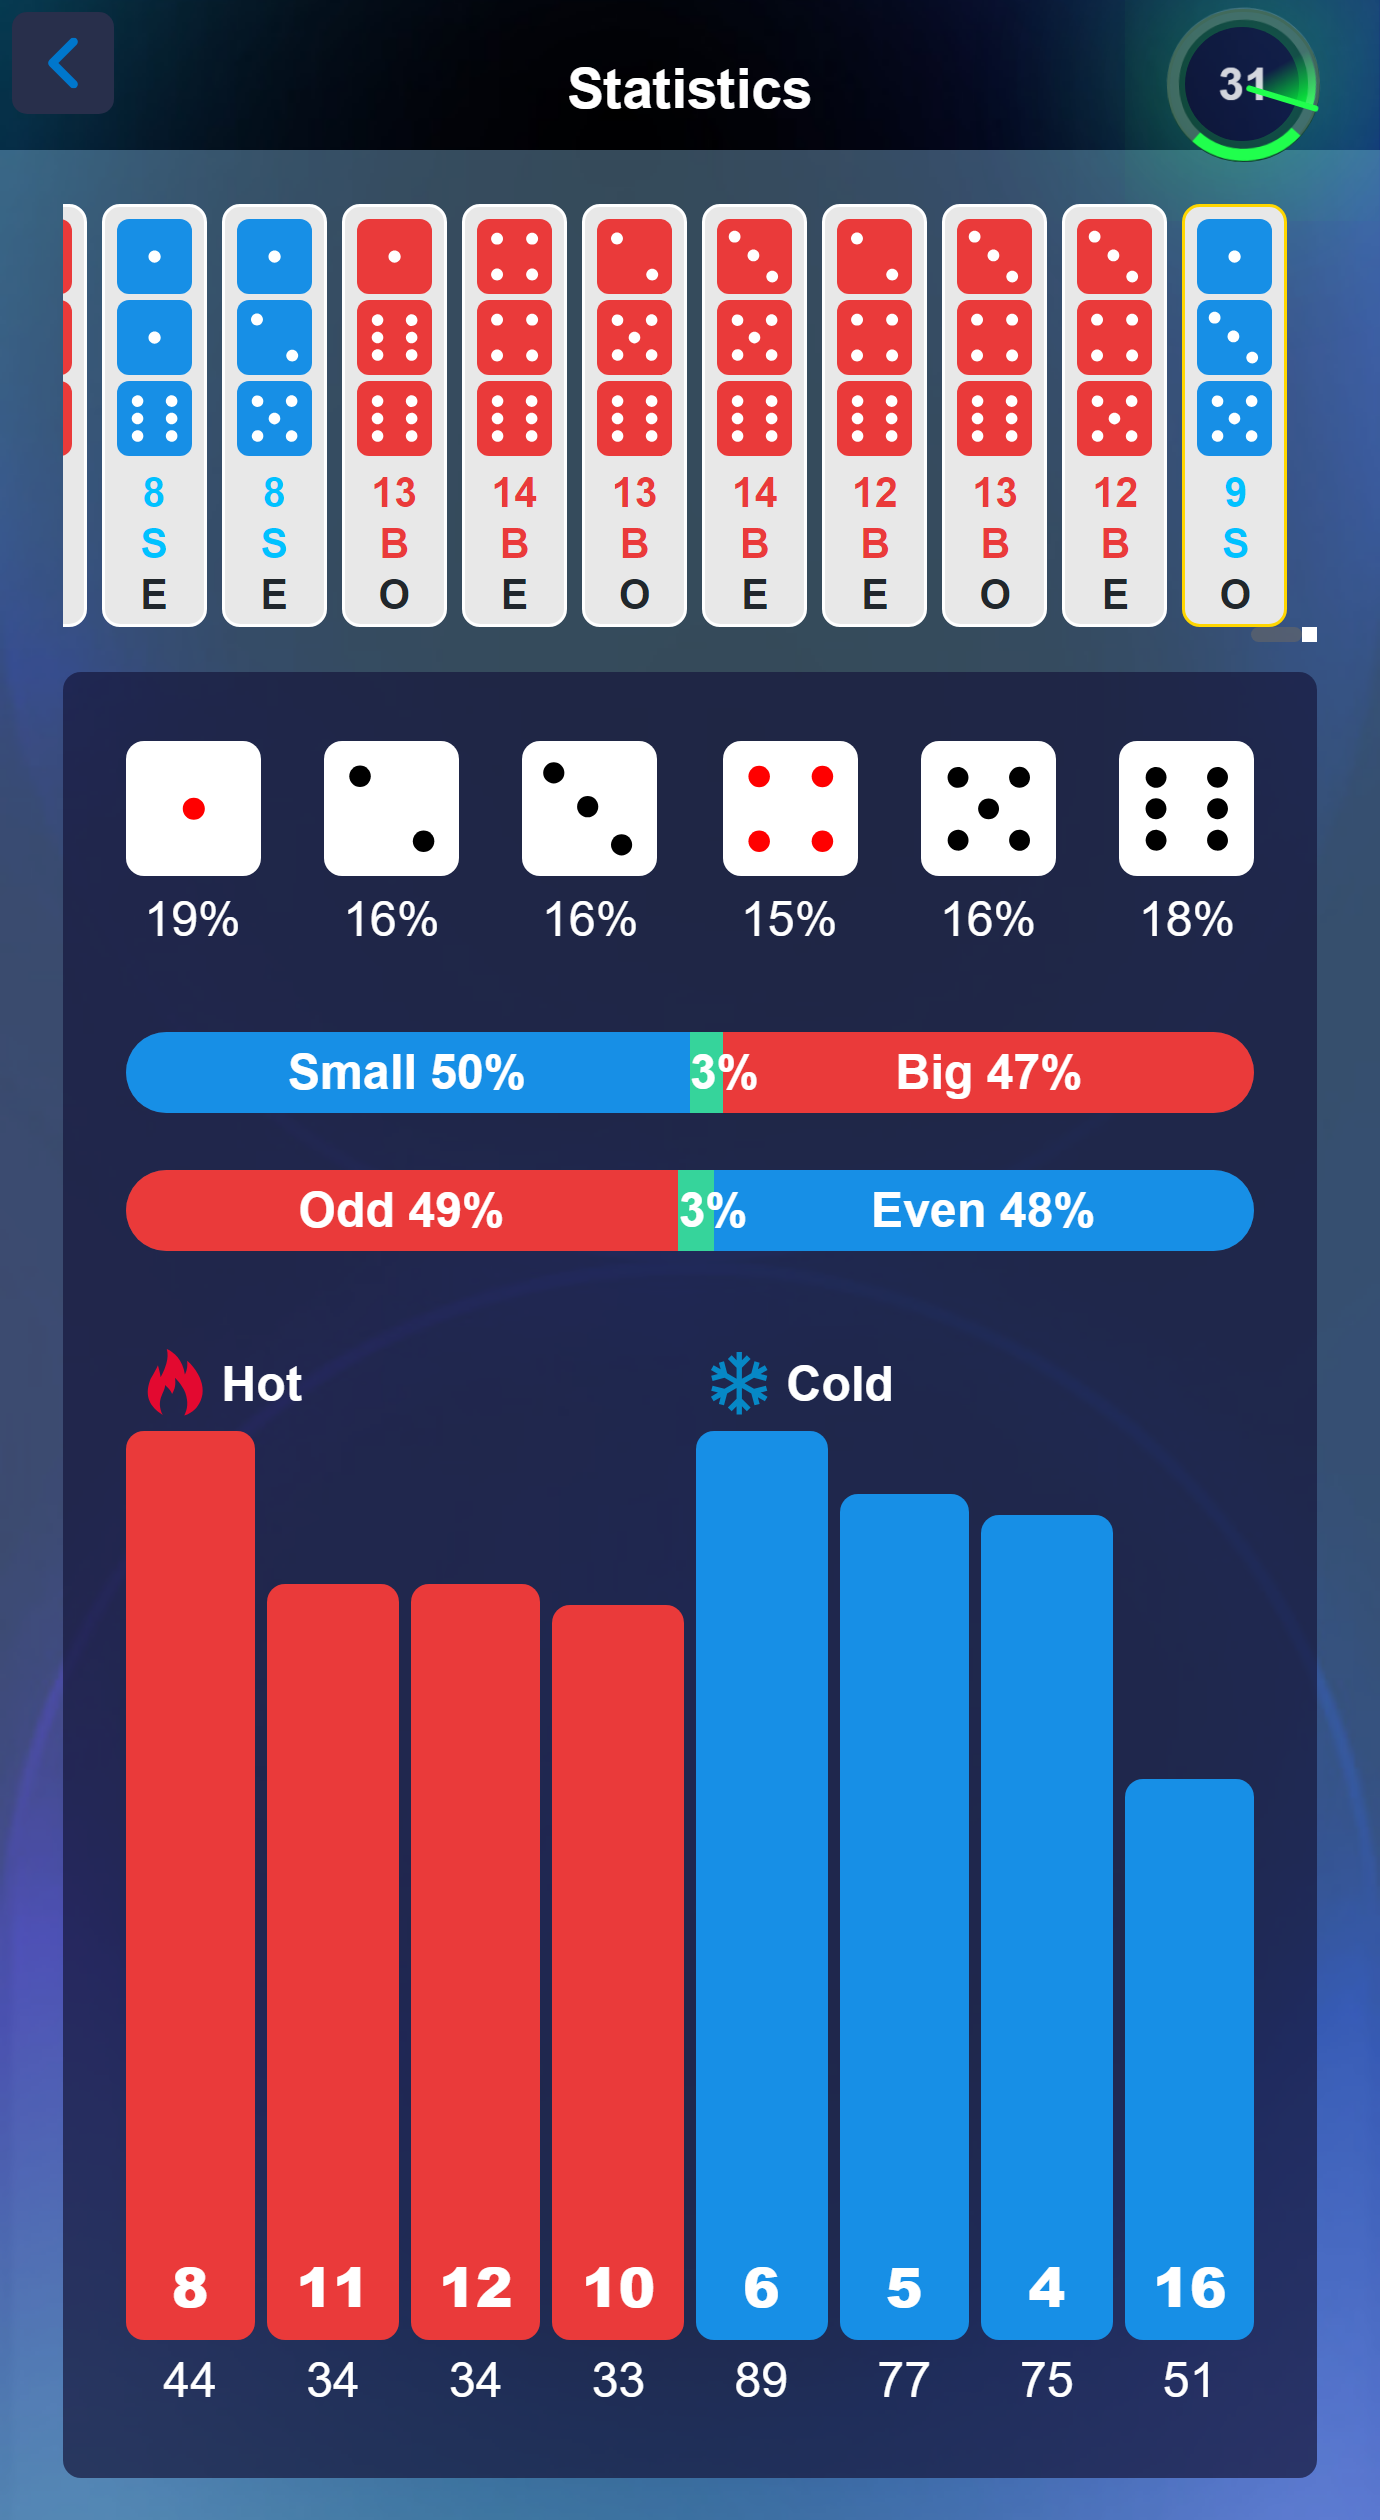 Statistics
31
8 8 13 14 13 14 12 13 12 9
S S B B B B B B B S
E E O E O E E O E O
19% 16% 16% 15% 16% 18%
Small 50% 3% Big 47%
Odd 49% 3% Even 48%
Hot Cold
8 11 12 10 6 5 4 16
44 34 34 33 89 77 75 51